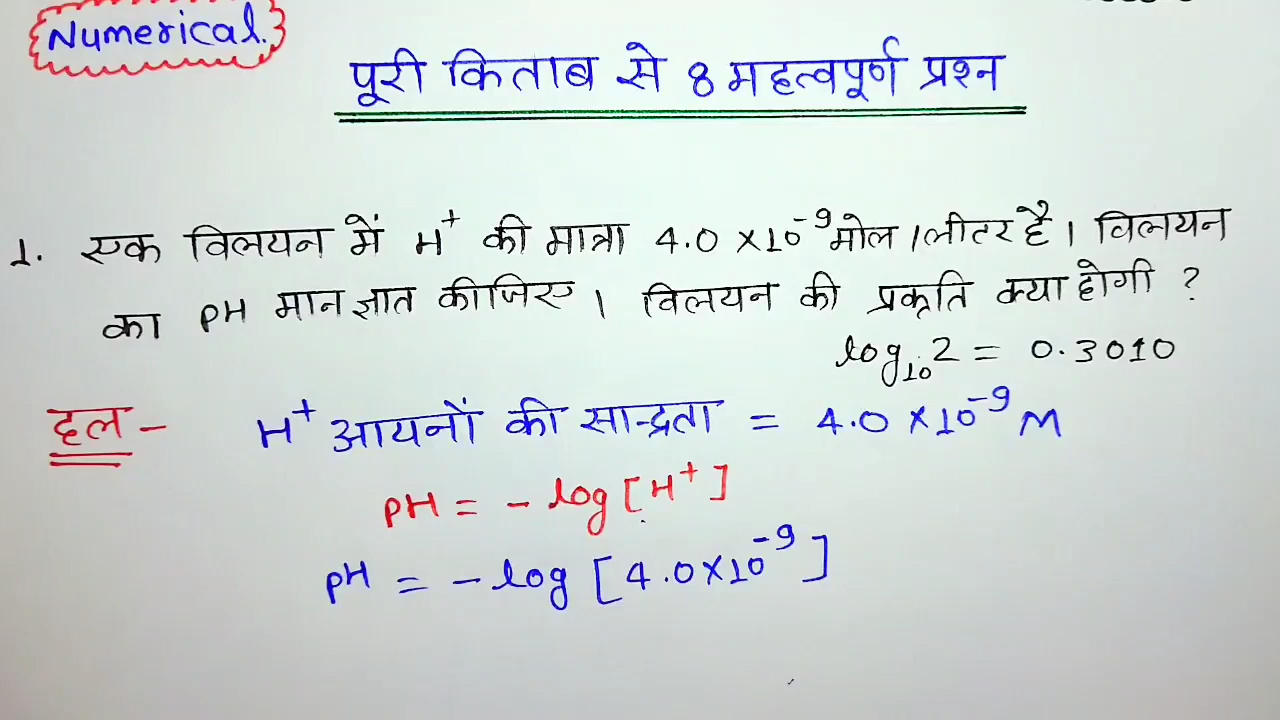 Numerical.
पूरी किताब से 8 महत्वपूर्ण प्रश्न
1. एक विलयन में H⁺ की मात्रा 4.0 ×10⁻⁹ मोल/लीटर है। विलयन
का PH मान ज्ञात कीजिए। विलयन की प्रकृति क्या होगी ?
log₁₀2 = 0.3010
हल - H⁺ आयनों की सान्द्रता = 4.0 ×10⁻⁹ M
PH = - log [H⁺]
PH = - log [4.0×10⁻⁹]